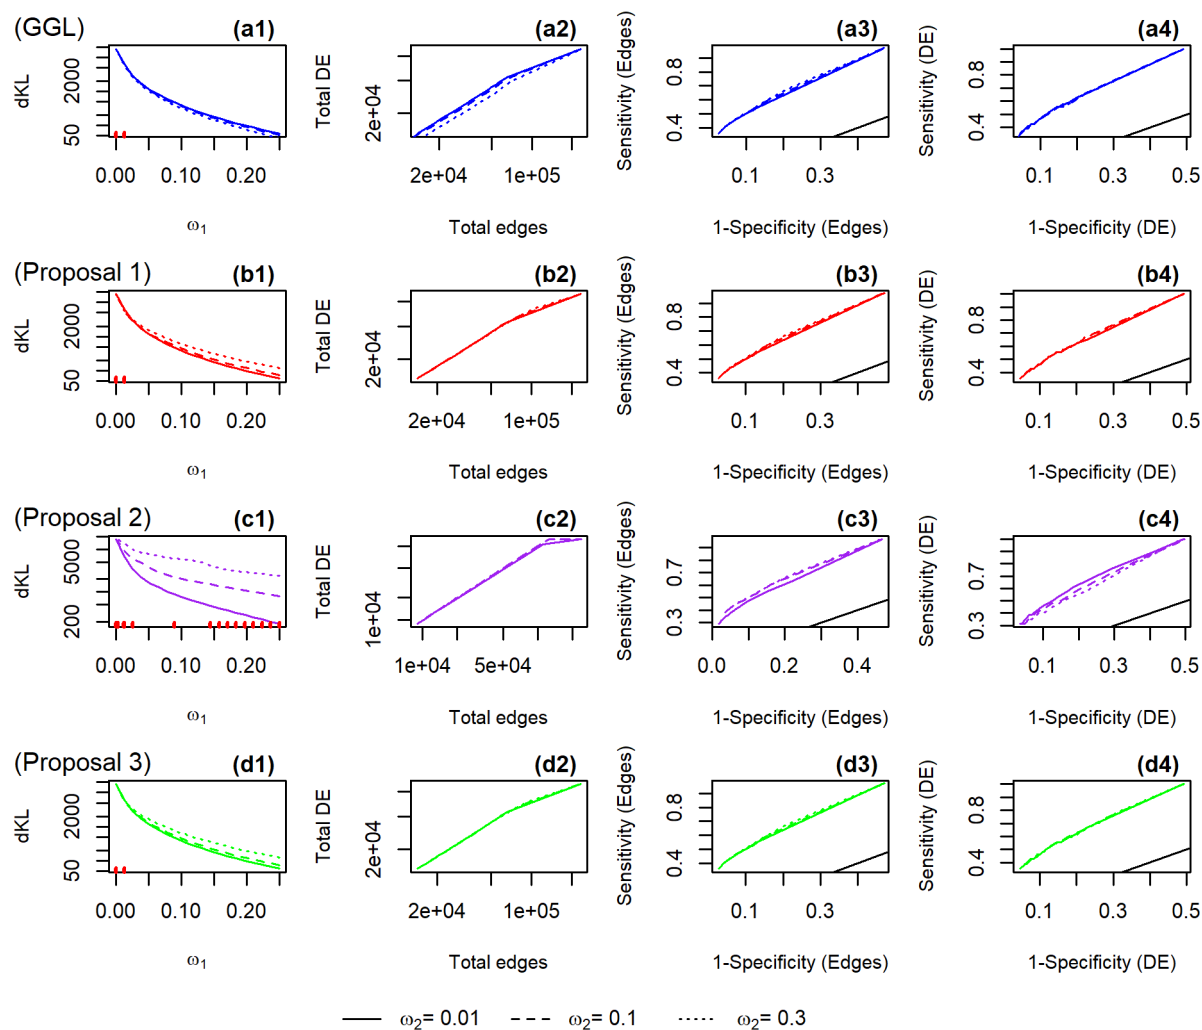 (GGL) (a1) (a2) (a3) (a4)
dKL
50 2000
0.00 0.10 0.20
ω1
Total DE
2e+04
2e+04 1e+05
Total edges
Sensitivity (Edges)
0.4 0.8
0.1 0.3
1-Specificity (Edges)
Sensitivity (DE)
0.4 0.8
0.1 0.3 0.5
1-Specificity (DE)
(Proposal 1) (b1) (b2) (b3) (b4)
dKL
50 2000
0.00 0.10 0.20
ω1
Total DE
2e+04
2e+04 1e+05
Total edges
Sensitivity (Edges)
0.4 0.8
0.1 0.3
1-Specificity (Edges)
Sensitivity (DE)
0.4 0.8
0.1 0.3 0.5
1-Specificity (DE)
(Proposal 2) (c1) (c2) (c3) (c4)
dKL
200 5000
0.00 0.10 0.20
ω1
Total DE
1e+04
1e+04 5e+04
Total edges
Sensitivity (Edges)
0.3 0.7
0.0 0.2 0.4
1-Specificity (Edges)
Sensitivity (DE)
0.3 0.7
0.1 0.3 0.5
1-Specificity (DE)
(Proposal 3) (d1) (d2) (d3) (d4)
dKL
50 2000
0.00 0.10 0.20
ω1
Total DE
2e+04
2e+04 1e+05
Total edges
Sensitivity (Edges)
0.4 0.8
0.1 0.3
1-Specificity (Edges)
Sensitivity (DE)
0.4 0.8
0.1 0.3 0.5
1-Specificity (DE)
ω2= 0.01 ω2= 0.1 ω2= 0.3